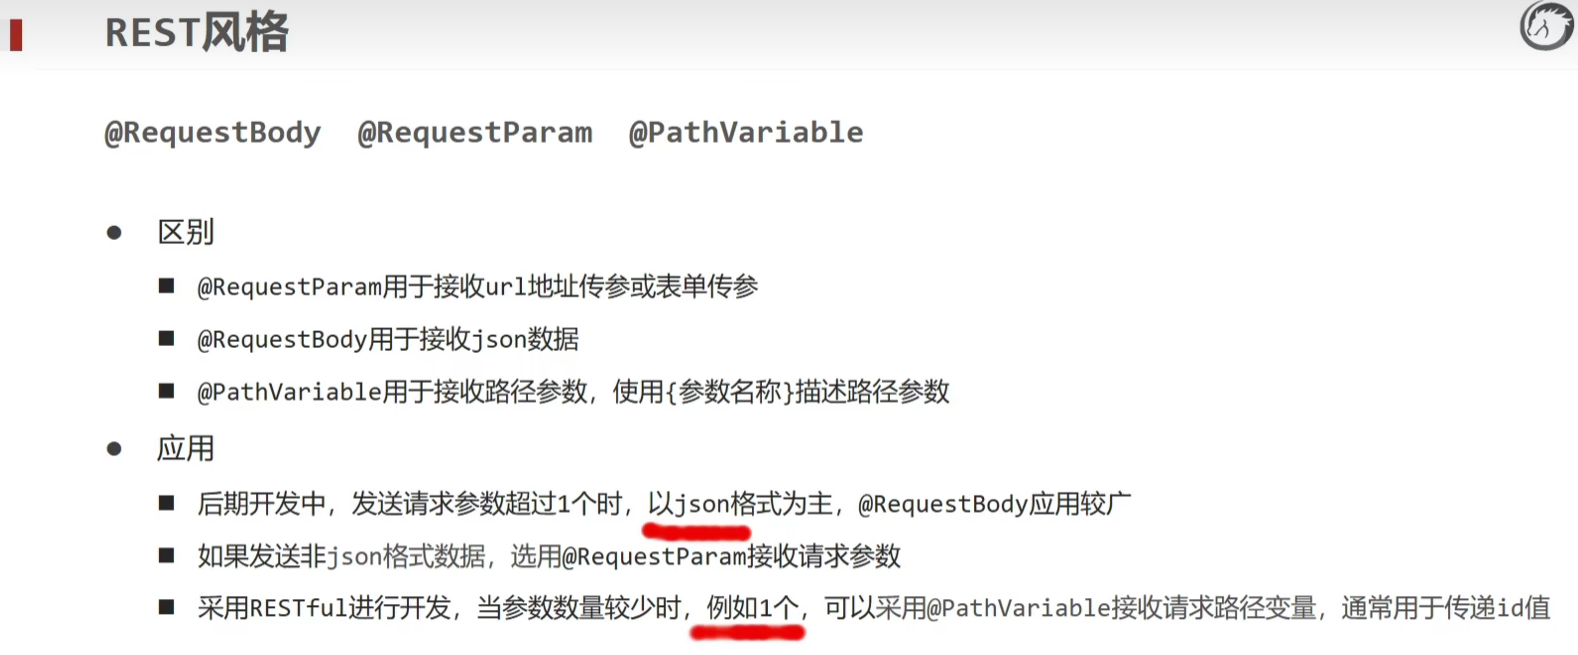 REST风格
@RequestBody @RequestParam @PathVariable
● 区别
■ @RequestParam用于接收url地址传参或表单传参
■ @RequestBody用于接收json数据
■ @PathVariable用于接收路径参数，使用{参数名称}描述路径参数
● 应用
■ 后期开发中，发送请求参数超过1个时，以json格式为主，@RequestBody应用较广
■ 如果发送非json格式数据，选用@RequestParam接收请求参数
■ 采用RESTful进行开发，当参数数量较少时，例如1个，可以采用@PathVariable接收请求路径变量，通常用于传递id值